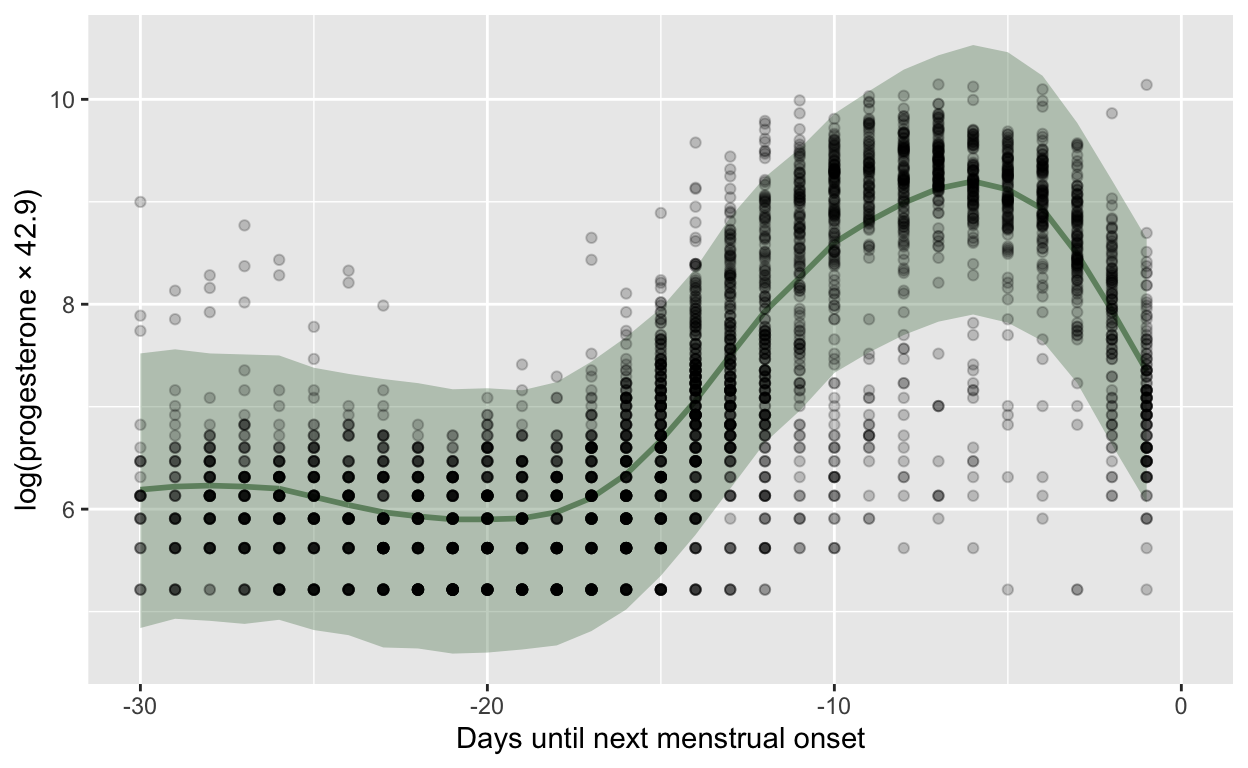 log(progesterone × 42.9)
10
8
6
-30 -20 -10 0
Days until next menstrual onset